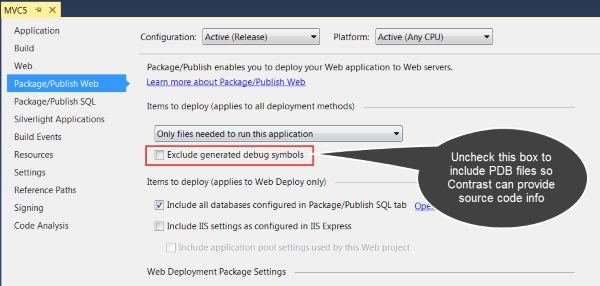 MVC5
Application
Build
Web
Package/Publish Web
Package/Publish SQL
Silverlight Applications
Build Events
Resources
Settings
Reference Paths
Signing
Code Analysis
Configuration: Active (Release) Platform: Active (Any CPU)
Package/Publish enables you to deploy your Web application to Web servers.
Learn more about Package/Publish Web
Items to deploy (applies to all deployment methods)
Only files needed to run this application
Exclude generated debug symbols
Items to deploy (applies to Web Deploy only)
Include all databases configured in Package/Publish SQL tab Ope
Include IIS settings as configured in IIS Express
Include application pool settings used by this Web project
Web Deployment Package Settings
Uncheck this box to
include PDB files so
Contrast can provide
source code info